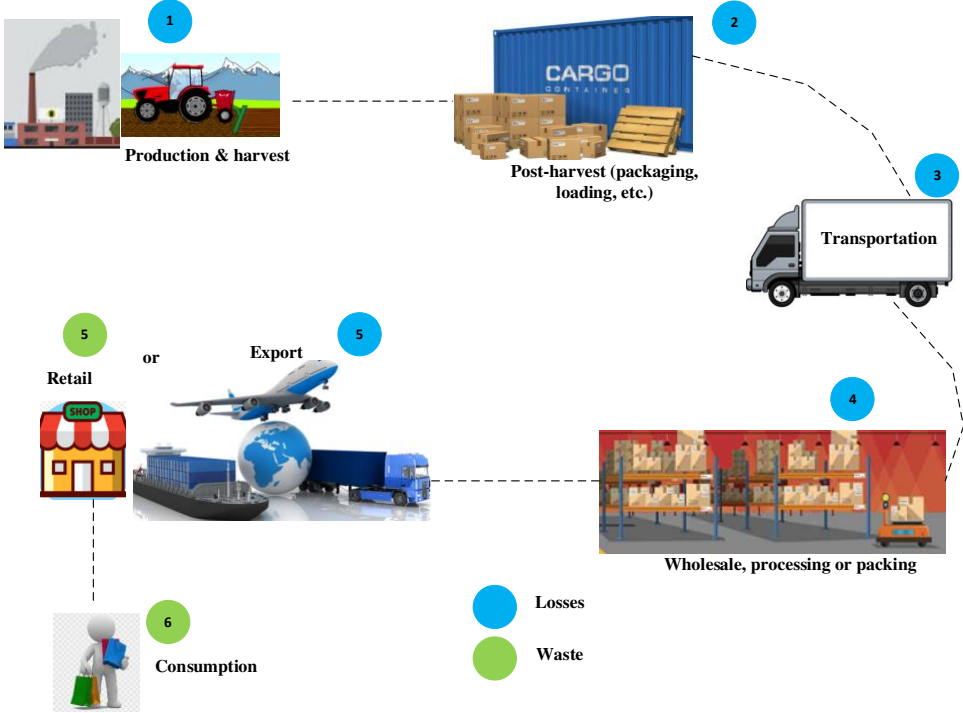 1
Production & harvest
2
CARGO
CONTAINER
Post-harvest (packaging,
loading, etc.)
3
Transportation
4
Wholesale, processing or packing
5
Export
or
5
Retail
SHOP
6
Consumption
Losses
Waste